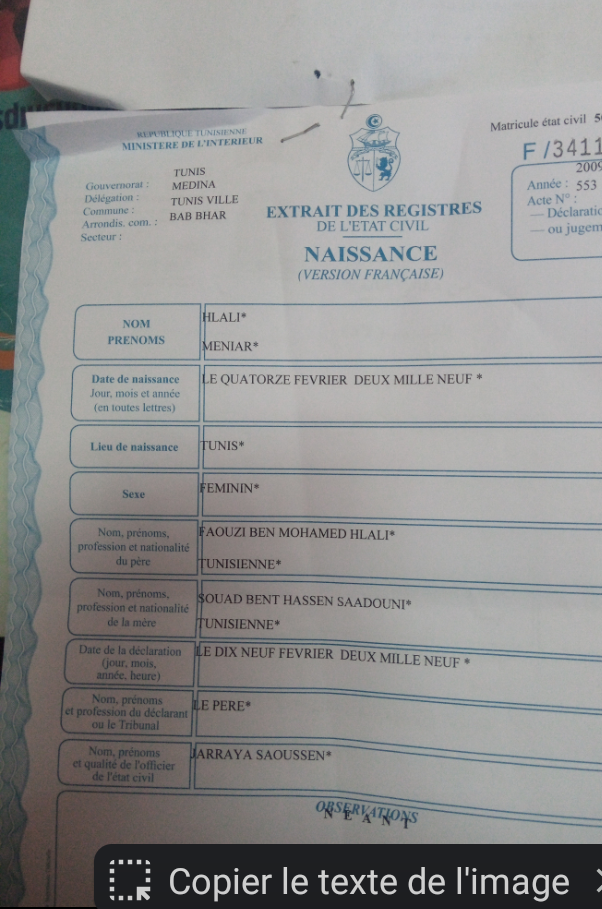 REPUBLIQUE TUNISIENNE
MINISTERE DE L'INTERIEUR
Gouvernorat : TUNIS
Délégation : MEDINA
Commune : TUNIS VILLE
Arrondis. com. : BAB BHAR
Secteur :
EXTRAIT DES REGISTRES
DE L'ETAT CIVIL
NAISSANCE
(VERSION FRANÇAISE)
Matricule état civil
F/3411
2009
Année : 553
Acte N° :
— Déclaratio
— ou jugem
NOM
PRENOMS
HLALI*
MENIAR*
Date de naissance
Jour, mois et année
(en toutes lettres)
LE QUATORZE FEVRIER DEUX MILLE NEUF *
Lieu de naissance
TUNIS*
Sexe
FEMININ*
Nom, prénoms,
profession et nationalité
du père
FAOUZI BEN MOHAMED HLALI*
TUNISIENNE*
Nom, prénoms,
profession et nationalité
de la mère
SOUAD BENT HASSEN SAADOUNI*
TUNISIENNE*
Date de la déclaration
(jour, mois,
année, heure)
LE DIX NEUF FEVRIER DEUX MILLE NEUF *
Nom, prénoms
et profession du déclarant
ou le Tribunal
LE PERE*
Nom, prénoms
et qualité de l'officier
de l'état civil
JARRAYA SAOUSSEN*
OBSERVATIONS
N E A N T
Copier le texte de l'image